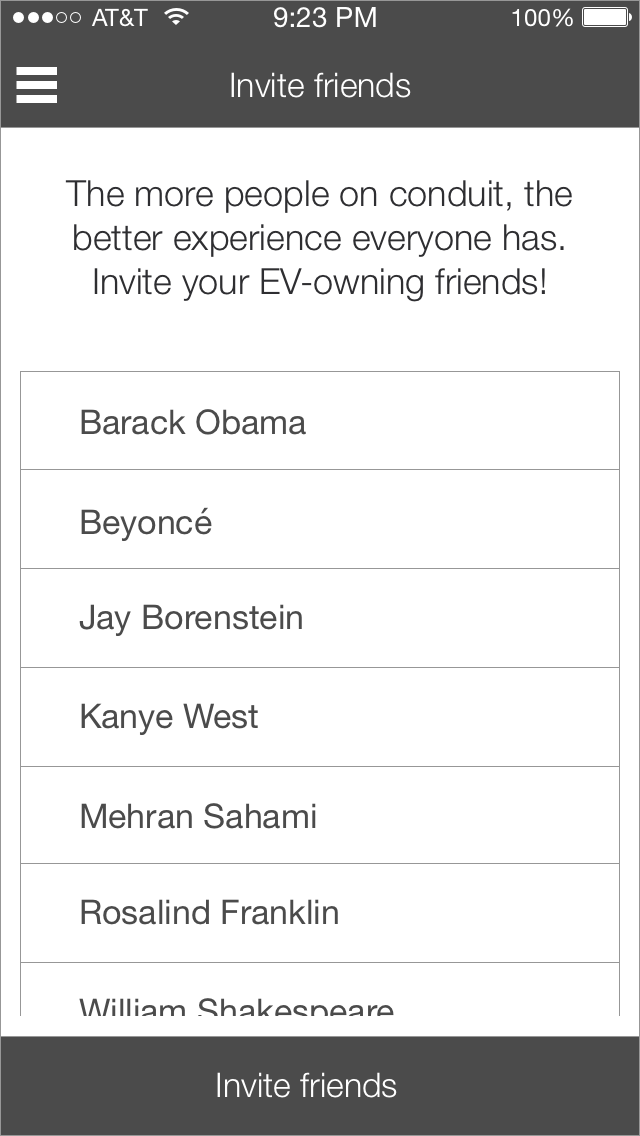 AT&T 9:23 PM 100%
Invite friends
The more people on conduit, the
better experience everyone has.
Invite your EV-owning friends!
Barack Obama
Beyoncé
Jay Borenstein
Kanye West
Mehran Sahami
Rosalind Franklin
William Shakespeare
Invite friends